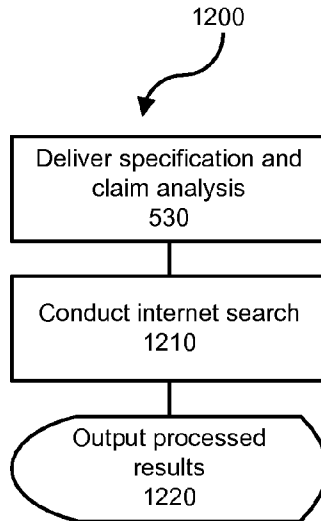 1200
Deliver specification and
claim analysis
530
Conduct internet search
1210
Output processed
results
1220